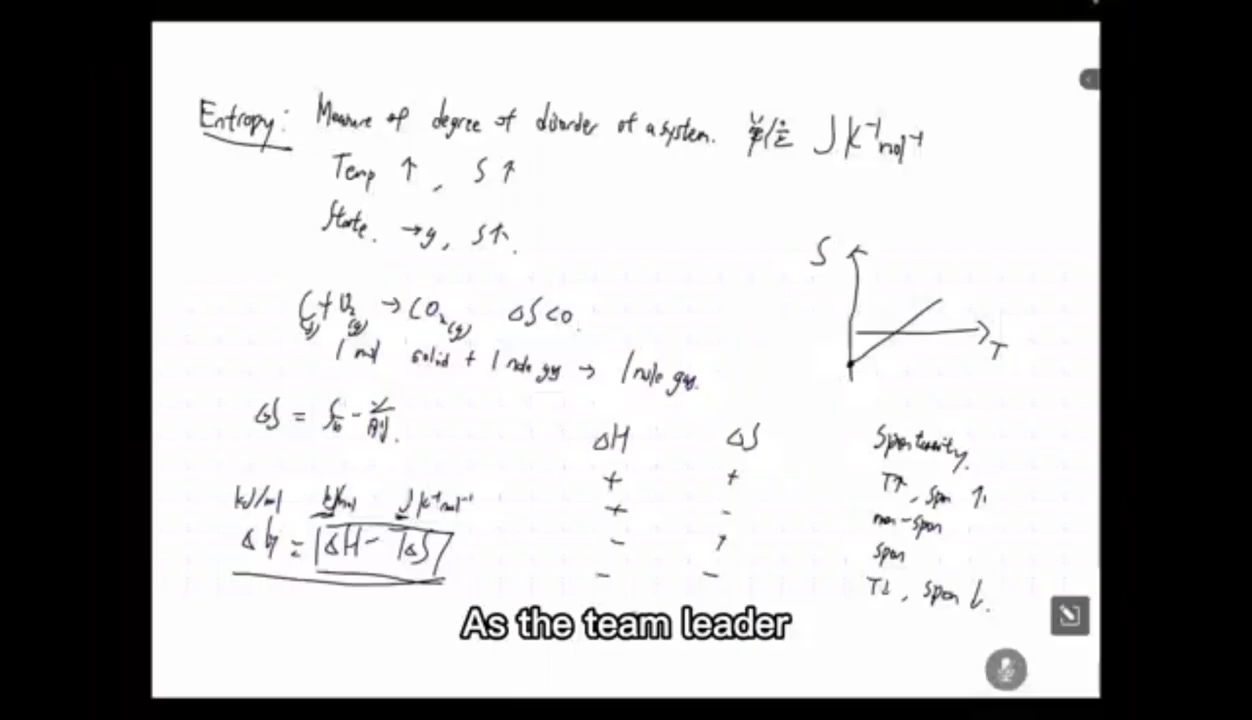 Entropy: Measure of degree of disorder of a system. J K⁻¹ mol⁻¹
Temp ↑, S ↑
State. → g, S↑.
S
T
C(s) + O₂(g) → CO₂(g) ΔS<0.
1 mol solid + 1 mole gas → 1 mole gas.
ΔS =
ΔH ΔS Spontaneity.
+ + T↑, spon ↑.
+ - non-spon
- + spon
- - T↓, spon ↓.
kJ/mol kJ/mol J K⁻¹ mol⁻¹
ΔG = ΔH - TΔS
As the team leader